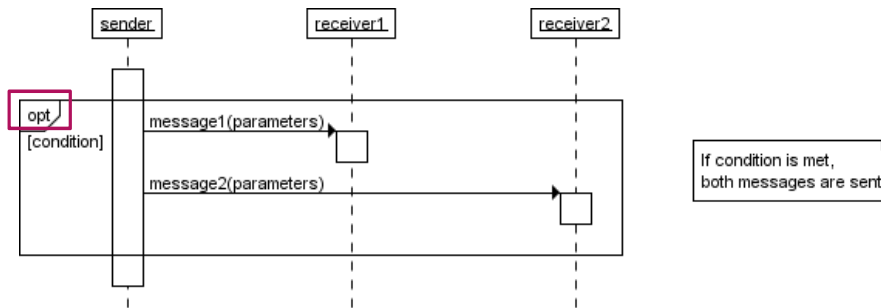 sender
receiver1
receiver2
opt
[condition]
message1(parameters)
message2(parameters)
If condition is met,
both messages are sent